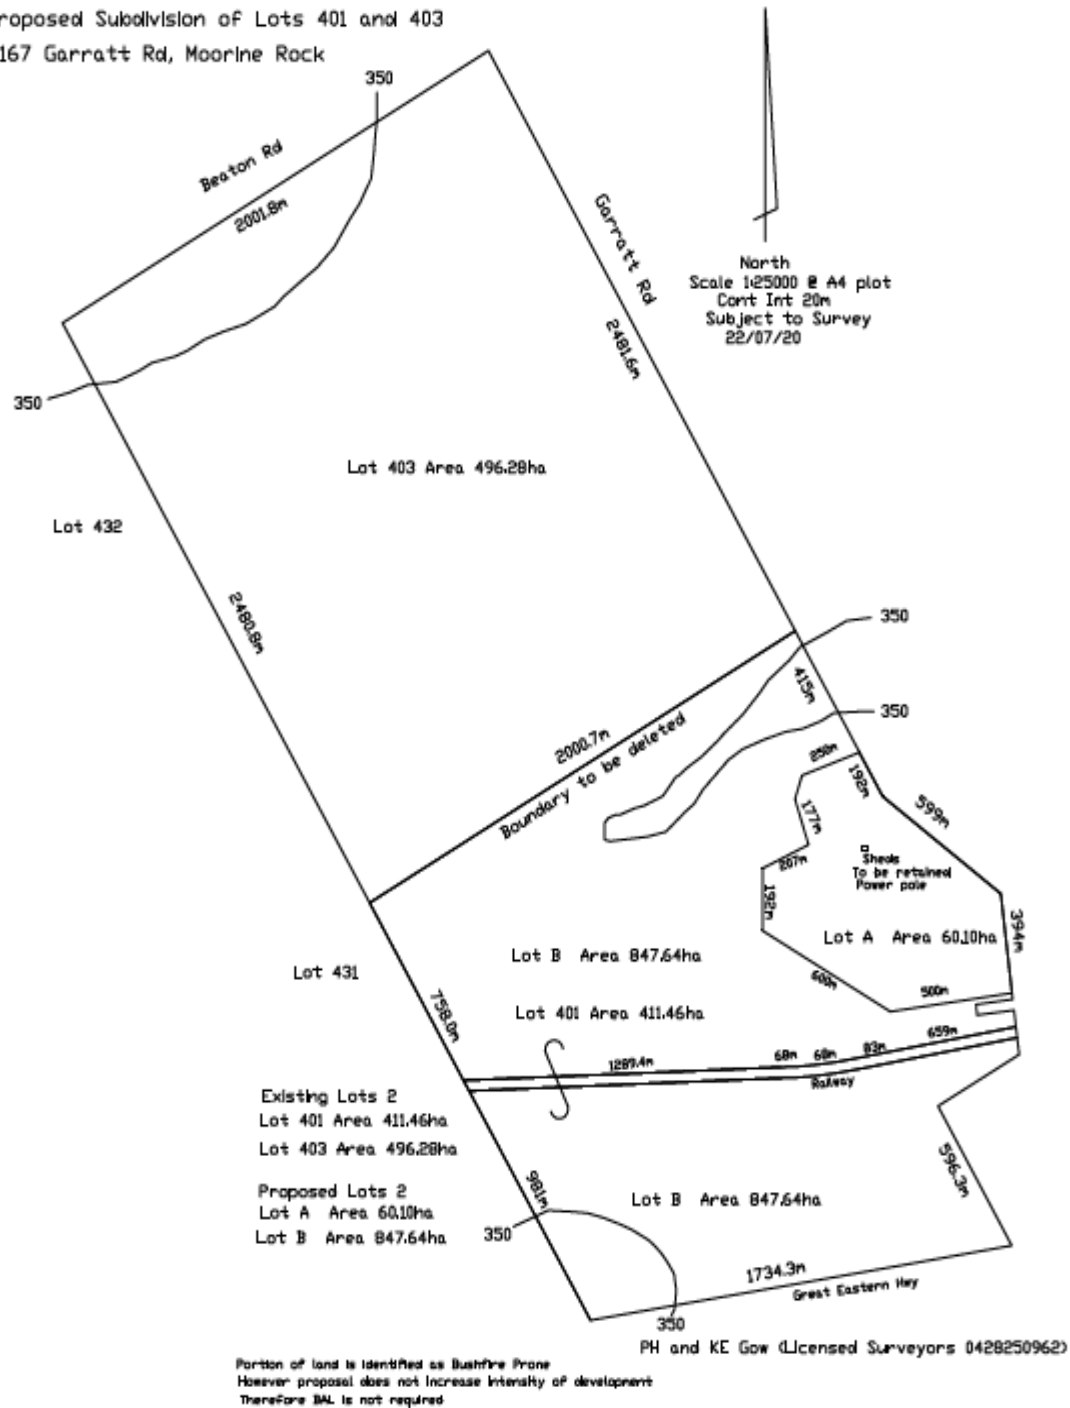 roposed Subdivision of Lots 401 and 403
167 Garratt Rd, Moorine Rock
350
Beaton Rd
2001.8m
Garratt Rd
2481.6m
North
Scale 1:25000 @ A4 plot
Cont Int 20m
Subject to Survey
22/07/20
350
Lot 403 Area 496.28ha
Lot 432
2480.8m
350
415m
350
2000.7m
Boundary to be deleted
250m
192m
599m
177m
207m
Sheds
To be retained
Power pole
192m
394m
Lot A Area 60.10ha
Lot B Area 847.64ha
Lot 431
600m
500m
758.0m
Lot 401 Area 411.46ha
1289.4m
68m
68m
83m
659m
Railway
Existing Lots 2
Lot 401 Area 411.46ha
Lot 403 Area 496.28ha
Proposed Lots 2
Lot A Area 60.10ha
Lot B Area 847.64ha
981m
596.3m
Lot B Area 847.64ha
350
1734.3m
Great Eastern Hwy
350
PH and KE Gow (Licensed Surveyors 0428250962)
Portion of land is identified as Bushfire Prone
However proposal does not increase intensity of development
Therefore BAL is not required